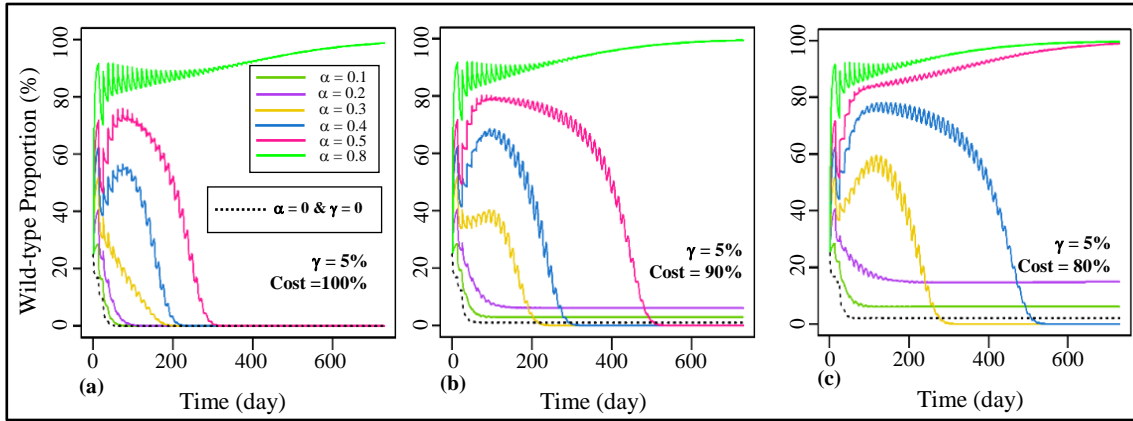 Wild-type Proportion (%)
100
80
60
40
20
0
α = 0.1
α = 0.2
α = 0.3
α = 0.4
α = 0.5
α = 0.8
α = 0 & γ = 0
γ = 5%
Cost =100%
0 200 400 600
(a)
Time (day)
100
80
60
40
20
0
γ = 5%
Cost = 90%
0 200 400 600
(b)
Time (day)
100
80
60
40
20
0
γ = 5%
Cost = 80%
0 200 400 600
(c)
Time (day)